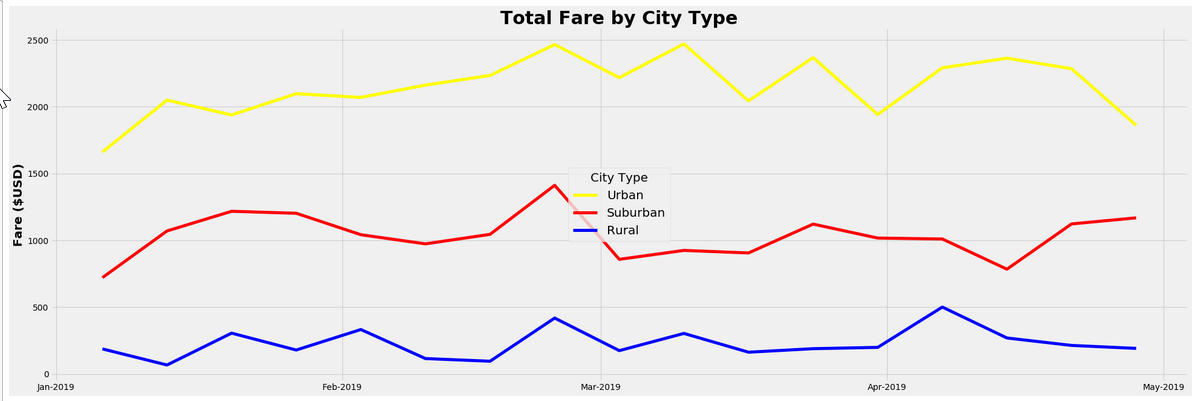 Total Fare by City Type
Fare ($USD)
2500
2000
1500
1000
500
0
City Type
Urban
Suburban
Rural
Jan-2019
Feb-2019
Mar-2019
Apr-2019
May-2019